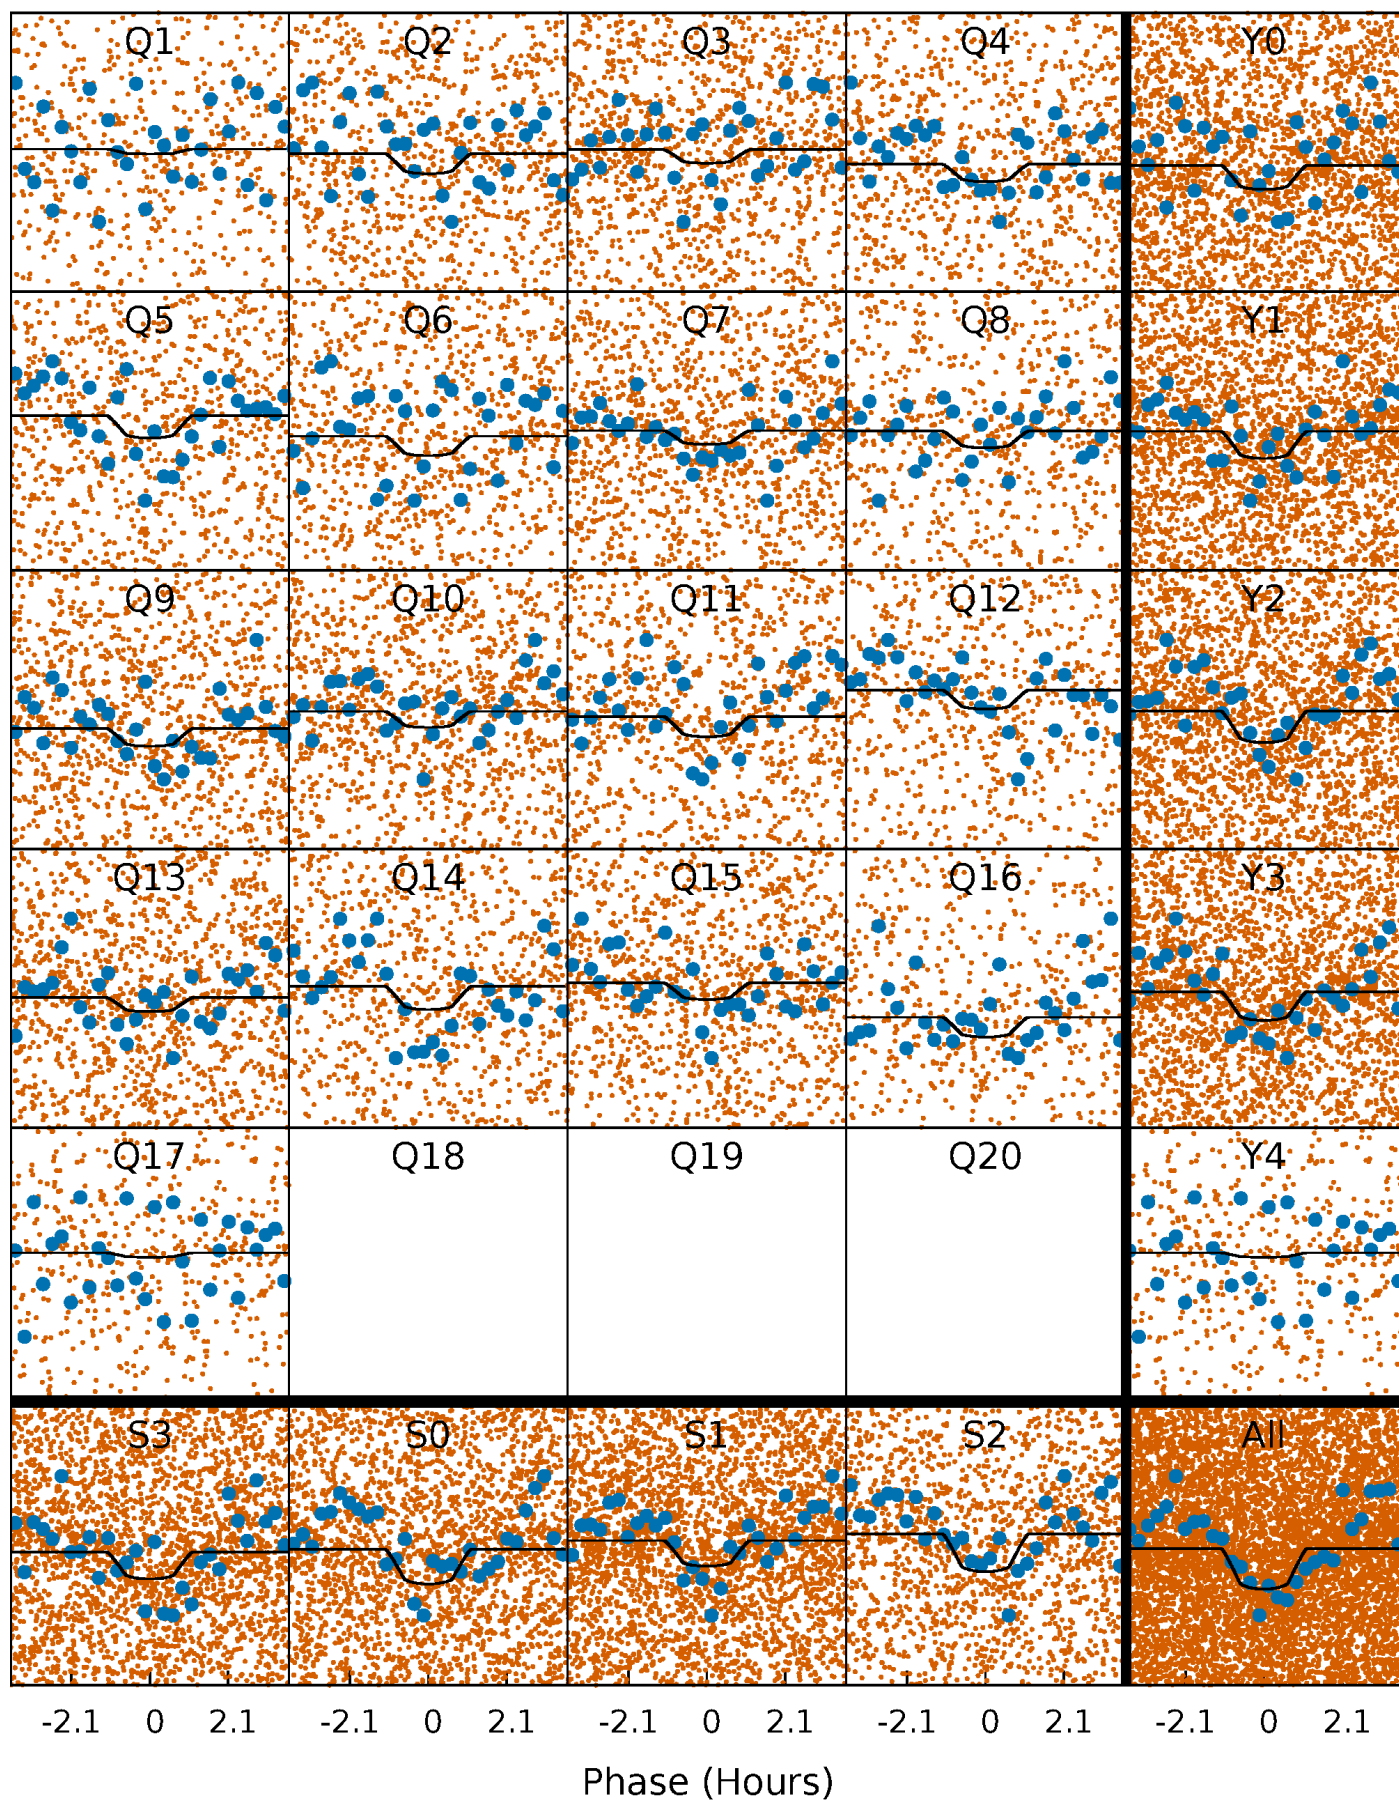 Q1 Q2 Q3 Q4 Y0
Q5 Q6 Q7 Q8 Y1
Q9 Q10 Q11 Q12 Y2
Q13 Q14 Q15 Q16 Y3
Q17 Q18 Q19 Q20 Y4
S3 S0 S1 S2 All
-2.1 0 2.1 -2.1 0 2.1 -2.1 0 2.1 -2.1 0 2.1 -2.1 0 2.1
Phase (Hours)